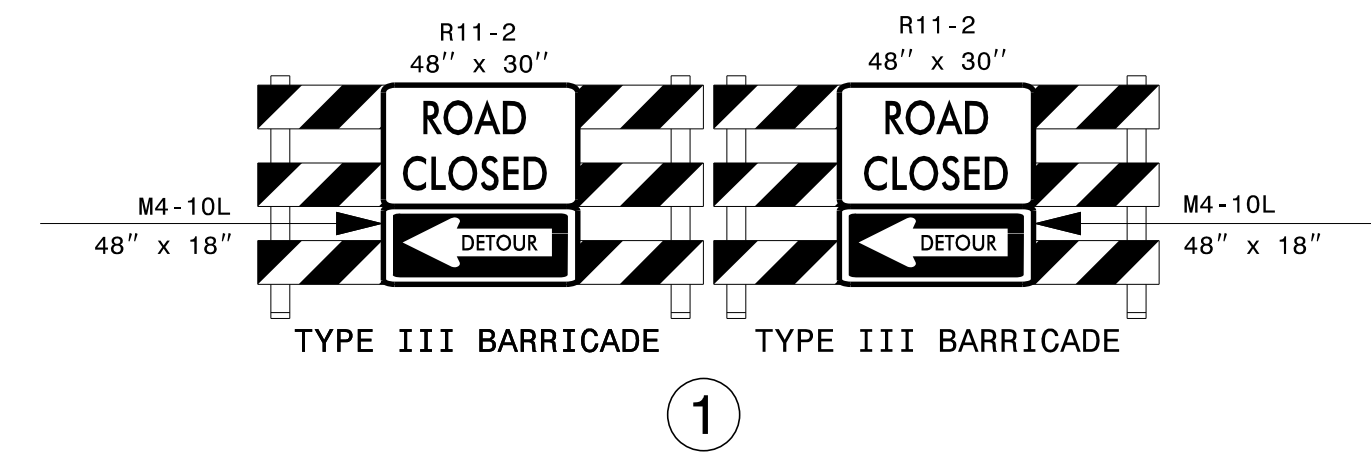 R11-2
48" x 30"
ROAD
CLOSED
M4-10L
48" x 18"
DETOUR
TYPE III BARRICADE
R11-2
48" x 30"
ROAD
CLOSED
M4-10L
48" x 18"
DETOUR
TYPE III BARRICADE
1